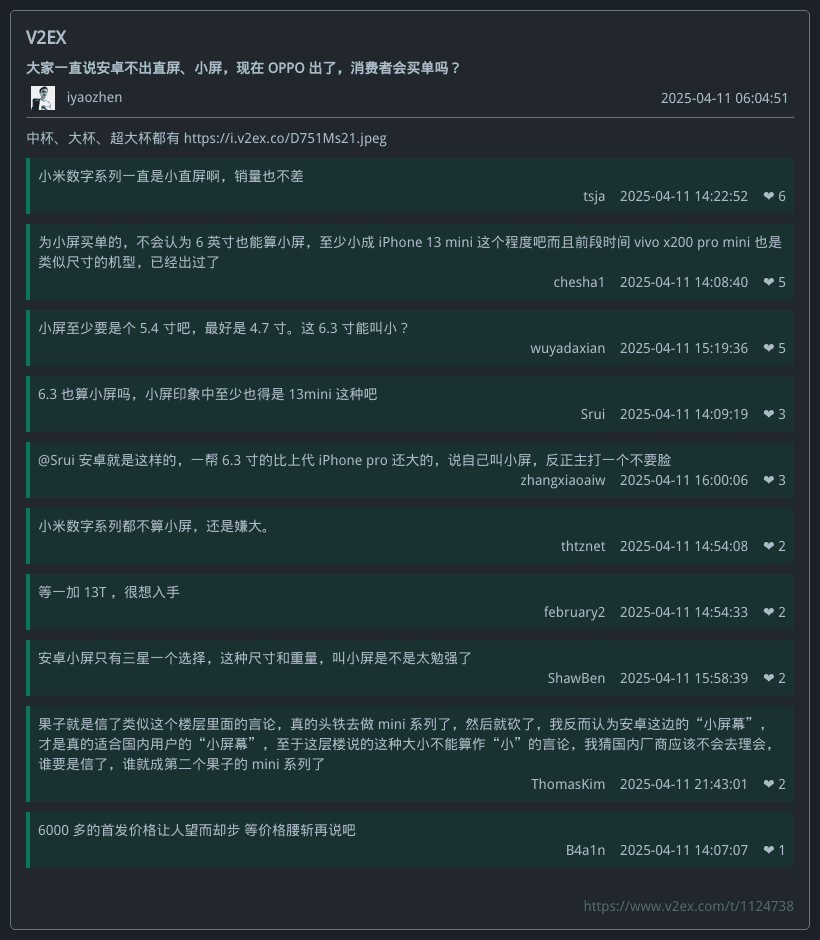 V2EX
大家一直说安卓不出直屏、小屏，现在 OPPO 出了，消费者会买单吗？
iyaozhen 2025-04-11 06:04:51
中杯、大杯、超大杯都有 https://i.v2ex.co/D751Ms21.jpeg
小米数字系列一直是小直屏啊，销量也不差
tsja 2025-04-11 14:22:52 ❤ 6
为小屏买单的，不会认为 6 英寸也能算小屏，至少小成 iPhone 13 mini 这个程度吧而且前段时间 vivo x200 pro mini 也是
类似尺寸的机型，已经出过了
chesha1 2025-04-11 14:08:40 ❤ 5
小屏至少要是个 5.4 寸吧，最好是 4.7 寸。这 6.3 寸能叫小？
wuyadaxian 2025-04-11 15:19:36 ❤ 5
6.3 也算小屏吗，小屏印象中至少也得是 13mini 这种吧
Srui 2025-04-11 14:09:19 ❤ 3
@Srui 安卓就是这样的，一帮 6.3 寸的比上代 iPhone pro 还大的，说自己叫小屏，反正主打一个不要脸
zhangxiaoaiw 2025-04-11 16:00:06 ❤ 3
小米数字系列都不算小屏，还是嫌大。
thtznet 2025-04-11 14:54:08 ❤ 2
等一加 13T ，很想入手
february2 2025-04-11 14:54:33 ❤ 2
安卓小屏只有三星一个选择，这种尺寸和重量，叫小屏是不是太勉强了
ShawBen 2025-04-11 15:58:39 ❤ 2
果子就是信了类似这个楼层里面的言论，真的头铁去做 mini 系列了，然后就砍了，我反而认为安卓这边的“小屏幕”，
才是真的适合国内用户的“小屏幕”，至于这层楼说的这种大小不能算作“小”的言论，我猜国内厂商应该不会去理会，
谁要是信了，谁就成第二个果子的 mini 系列了
ThomasKim 2025-04-11 21:43:01 ❤ 2
6000 多的首发价格让人望而却步 等价格腰斩再说吧
B4a1n 2025-04-11 14:07:07 ❤ 1
https://www.v2ex.com/t/1124738